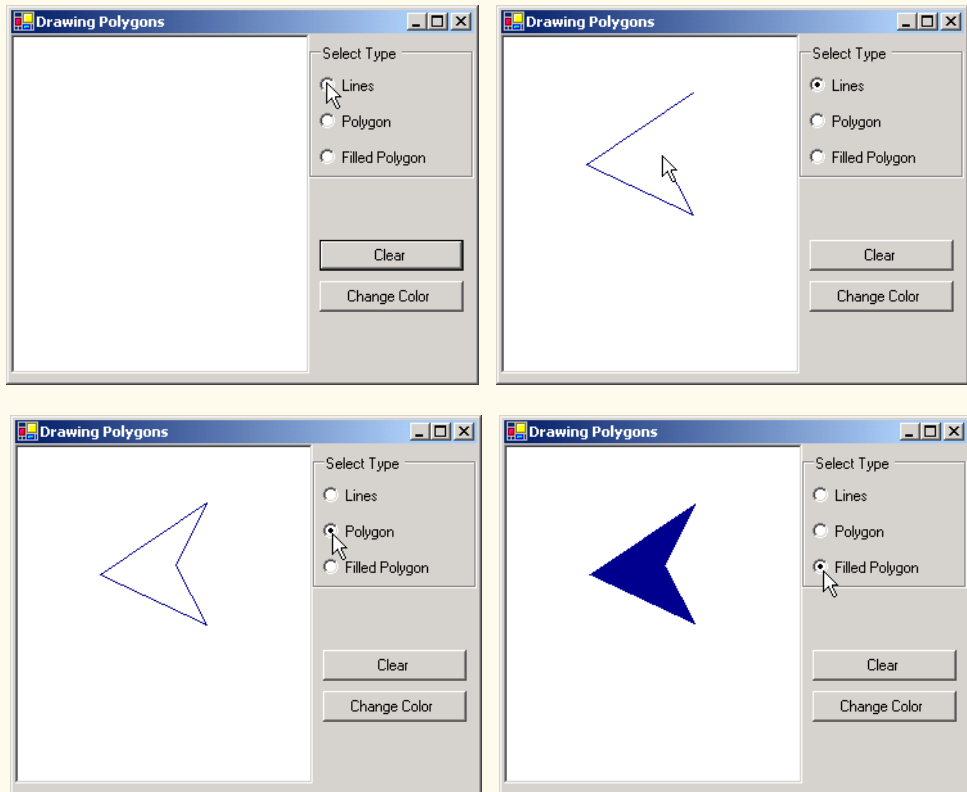 Drawing Polygons
Select Type
Lines
Polygon
Filled Polygon
Clear
Change Color
Drawing Polygons
Select Type
Lines
Polygon
Filled Polygon
Clear
Change Color
Drawing Polygons
Select Type
Lines
Polygon
Filled Polygon
Clear
Change Color
Drawing Polygons
Select Type
Lines
Polygon
Filled Polygon
Clear
Change Color